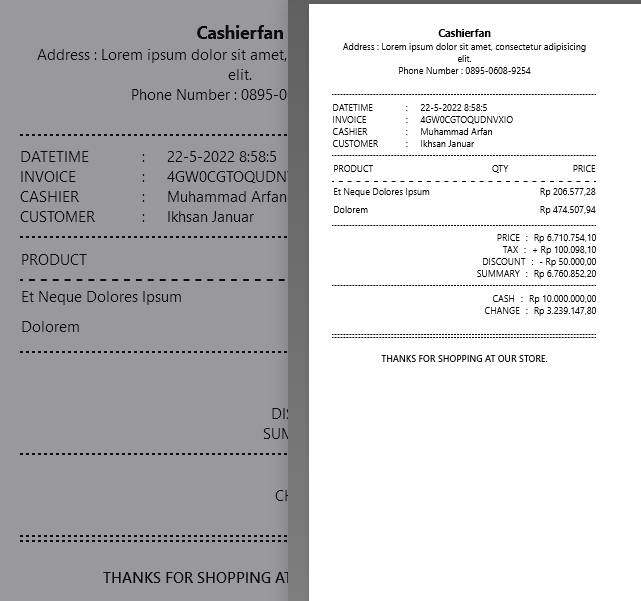 Cashierfan
Address : Lorem ipsum dolor sit amet,
elit.
Phone Number : 0895-0
DATETIME : 22-5-2022 8:58:5
INVOICE : 4GW0CGTOQUDN
CASHIER : Muhammad Arfan
CUSTOMER : Ikhsan Januar
PRODUCT
Et Neque Dolores Ipsum
Dolorem
DIS
SUM
CH
THANKS FOR SHOPPING AT
Cashierfan
Address : Lorem ipsum dolor sit amet, consectetur adipisicing
elit.
Phone Number : 0895-0608-9254
DATETIME : 22-5-2022 8:58:5
INVOICE : 4GW0CGTOQUDNVXIO
CASHIER : Muhammad Arfan
CUSTOMER : Ikhsan Januar
PRODUCT QTY PRICE
Et Neque Dolores Ipsum Rp 206.577,28
Dolorem Rp 474.507,94
PRICE : Rp 6.710.754,10
TAX : + Rp 100.098,10
DISCOUNT : - Rp 50.000,00
SUMMARY : Rp 6.760.852,20
CASH : Rp 10.000.000,00
CHANGE : Rp 3.239.147,80
THANKS FOR SHOPPING AT OUR STORE.